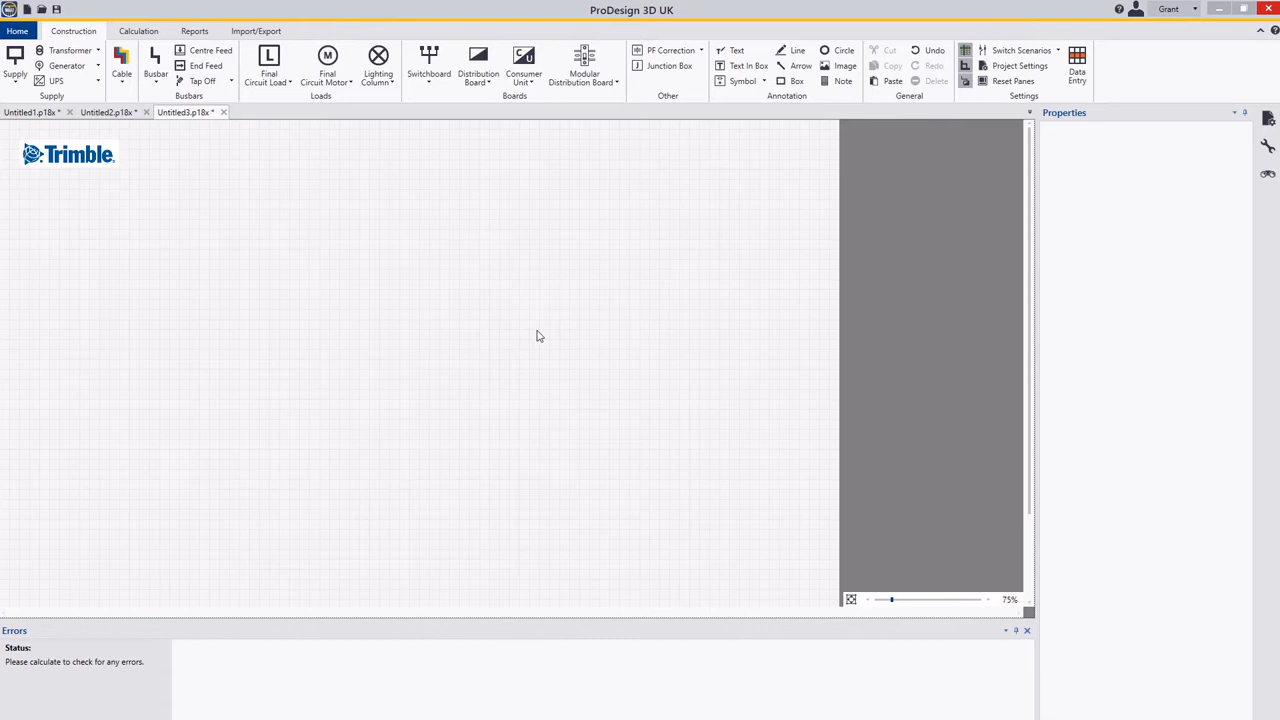 ProDesign 3D UK
Grant
Home Construction Calculation Reports Import/Export
Supply Transformer Generator UPS Supply
Cable
Busbar Centre Feed End Feed Tap Off Busbars
Final Circuit Load Final Circuit Motor Lighting Column Loads
Switchboard Distribution Board Consumer Unit Modular Distribution Board Boards
PF Correction Junction Box Other
Text Text In Box Symbol Line Arrow Box Circle Image Note Annotation
Cut Copy Paste Undo Redo Delete General
Switch Scenarios Project Settings Reset Panes Data Entry Settings
Untitled1.p18x * Untitled2.p18x * Untitled3.p18x *
Properties
Trimble
75%
Errors
Status:
Please calculate to check for any errors.